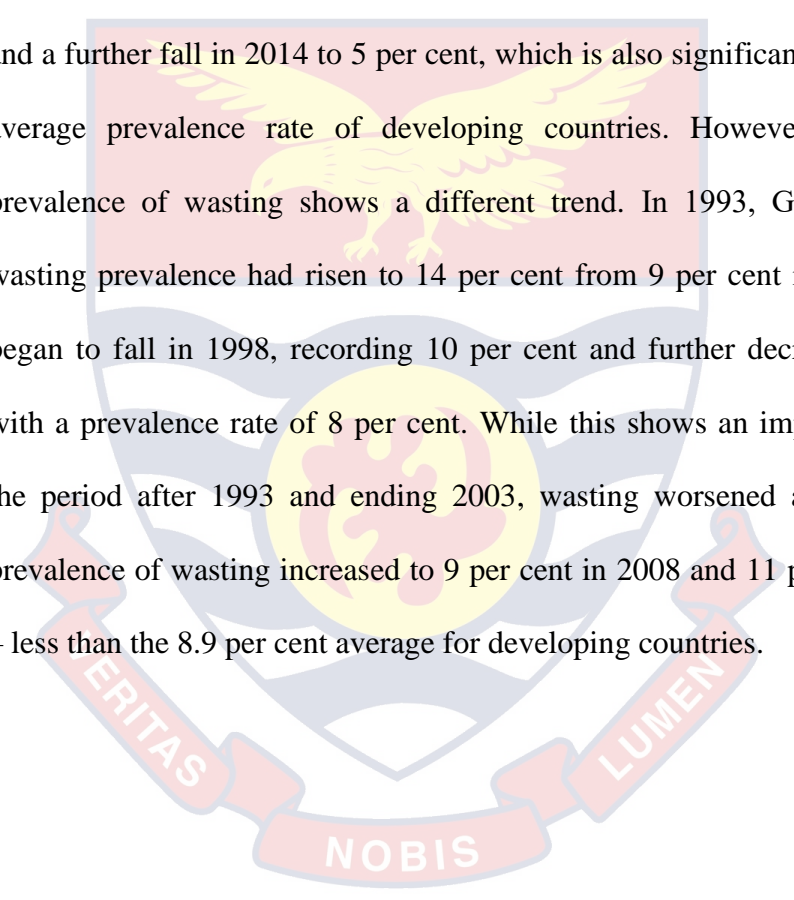 and a further fall in 2014 to 5 per cent, which is also significan
average prevalence rate of developing countries. Howeve
prevalence of wasting shows a different trend. In 1993, G
wasting prevalence had risen to 14 per cent from 9 per cent
began to fall in 1998, recording 10 per cent and further dec
with a prevalence rate of 8 per cent. While this shows an im
the period after 1993 and ending 2003, wasting worsened a
prevalence of wasting increased to 9 per cent in 2008 and 11 p
– less than the 8.9 per cent average for developing countries.
VERITAS
NOBIS
LUMEN